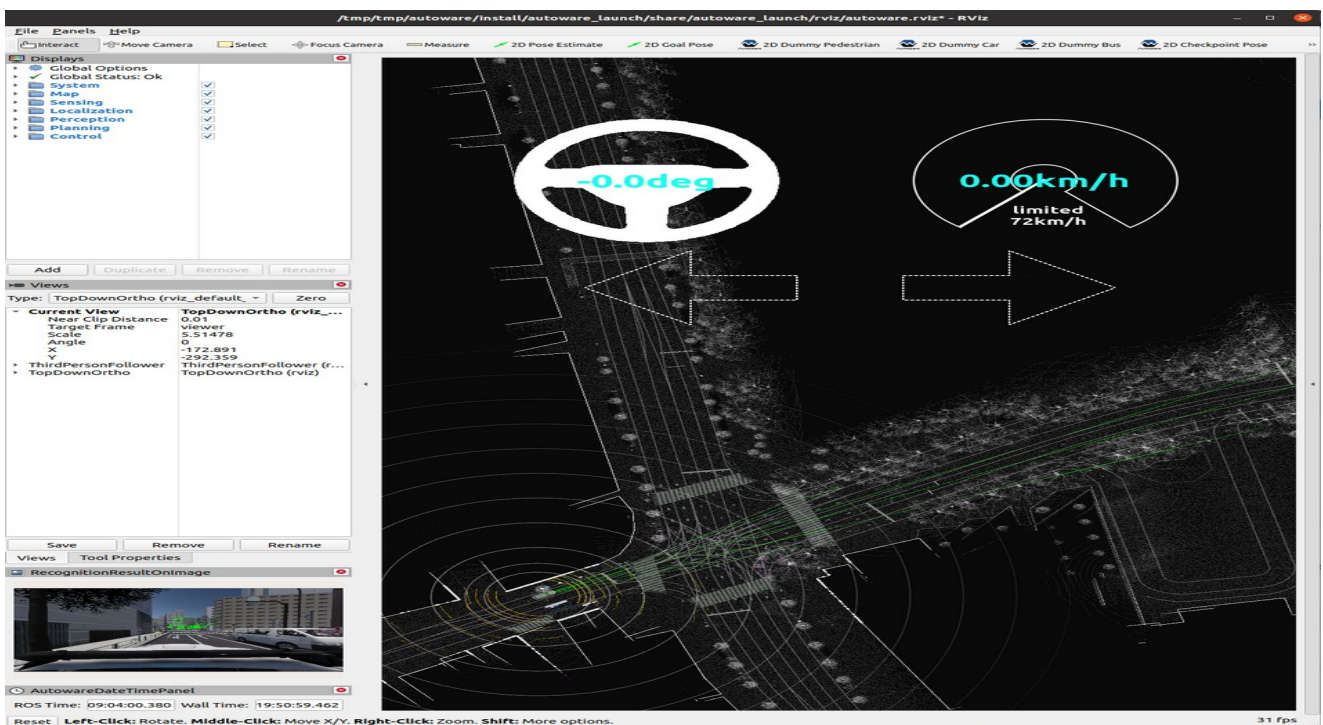 /tmp/tmp/autoware/install/autoware_launch/share/autoware_launch/rviz/autoware.rviz* - RViz
File Panels Help
Interact Move Camera Select Focus Camera Measure 2D Pose Estimate 2D Goal Pose 2D Dummy Pedestrian 2D Dummy Car 2D Dummy Bus 2D Checkpoint Pose
Displays
Global Options
Global Status: Ok
System
Map
Sensing
Localization
Perception
Planning
Control
Add Duplicate Remove Rename
Views
Type: TopDownOrtho (rviz_default_ Zero
Current View TopDownOrtho (rviz_...
Near Clip Distance 0.01
Target Frame viewer
Scale 5.51478
Angle 0
X -172.891
Y -292.359
ThirdPersonFollower ThirdPersonFollower (r...
TopDownOrtho TopDownOrtho (rviz)
Save Remove Rename
Views Tool Properties
RecognitionResultOnImage
AutowareDateTimePanel
ROS Time: 09:04:00.380 Wall Time: 19:50:59.462
Reset Left-Click: Rotate. Middle-Click: Move X/Y. Right-Click: Zoom. Shift: More options. 31 fps
-0.0deg
0.00km/h
limited
72km/h